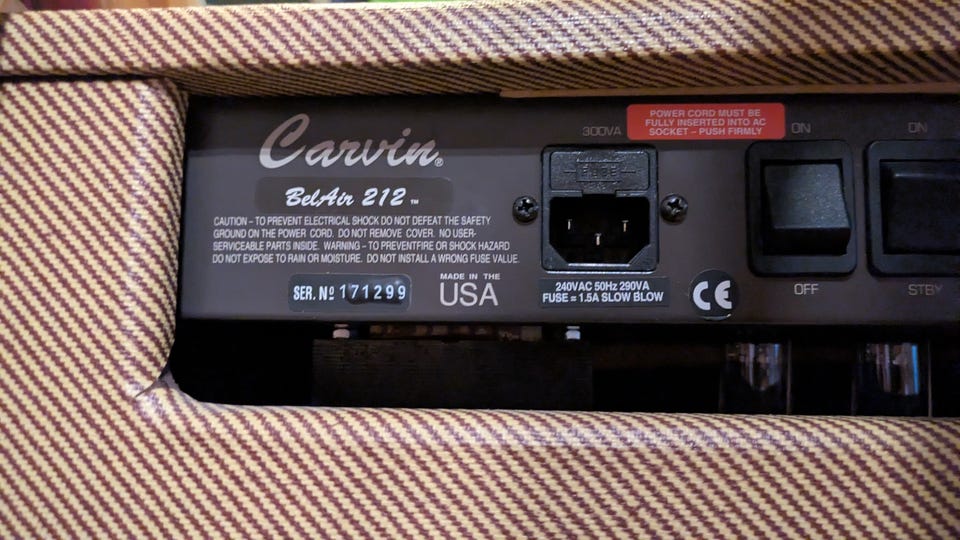 Carvin®
BelAir 212 ™
CAUTION – TO PREVENT ELECTRICAL SHOCK DO NOT DEFEAT THE SAFETY
GROUND ON THE POWER CORD. DO NOT REMOVE COVER. NO USER-
SERVICEABLE PARTS INSIDE. WARNING – TO PREVENTFIRE OR SHOCK HAZARD
DO NOT EXPOSE TO RAIN OR MOISTURE. DO NOT INSTALL A WRONG FUSE VALUE.
SER. Nº 171299
MADE IN THE
USA
300VA
POWER CORD MUST BE
FULLY INSERTED INTO AC
SOCKET – PUSH FIRMLY
FUSE
240VAC 50Hz 290VA
FUSE = 1.5A SLOW BLOW
CE
ON
OFF
ON
STBY